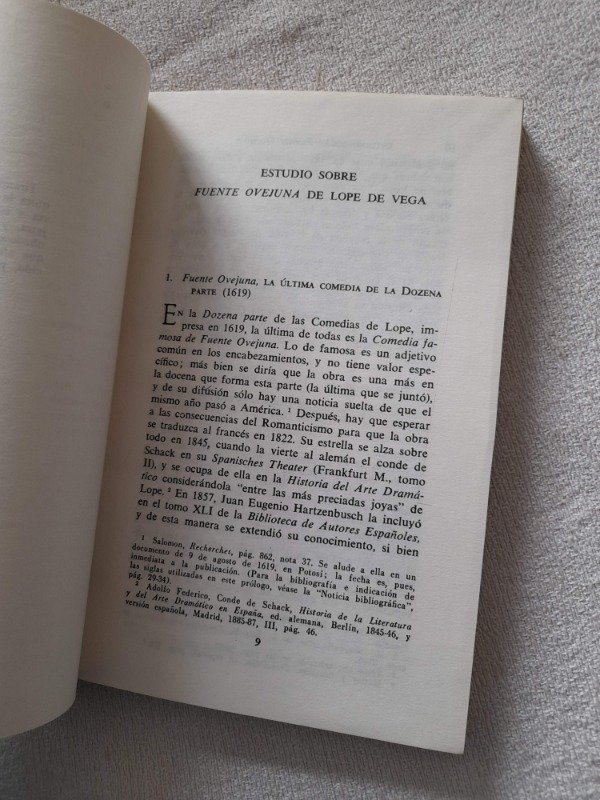 ESTUDIO SOBRE
FUENTE OVEJUNA DE LOPE DE VEGA
1. Fuente Ovejuna, LA ÚLTIMA COMEDIA DE LA DOZENA
PARTE (1619)
EN la Dozena parte de las Comedias de Lope, im-
presa en 1619, la última de todas es la Comedia fa-
mosa de Fuente Ovejuna. Lo de famosa es un adjetivo
común en los encabezamientos, y no tiene valor espe-
cífico; más bien se diría que la obra es una más en
la docena que forma esta parte (la última que se juntó),
y de su difusión sólo hay una noticia suelta de que el
mismo año pasó a América. 1 Después, hay que esperar
a las consecuencias del Romanticismo para que la obra
se traduzca al francés en 1822. Su estrella se alza sobre
todo en 1845, cuando la vierte al alemán el conde de
Schack en su Spanisches Theater (Frankfurt M., tomo
II), y se ocupa de ella en la Historia del Arte Dramá-
tico considerándola "entre las más preciadas joyas" de
Lope. 2 En 1857, Juan Eugenio Hartzenbusch la incluyó
en el tomo XLI de la Biblioteca de Autores Españoles,
y de esta manera se extendió su conocimiento, si bien
1 Salomon, Recherches, pág. 862, nota 37. Se alude a ella en un
documento de 9 de agosto de 1619, en Potosí; la fecha es, pues,
inmediata a la publicación. (Para la bibliografía e indicación de
las siglas utilizadas en este prólogo, véase la "Noticia bibliográfica",
pág. 29-34).
2 Adolfo Federico, Conde de Schack, Historia de la Literatura
y del Arte Dramático en España, ed. alemana, Berlín, 1845-46, y
versión española, Madrid, 1885-87, III, pág. 46.
9